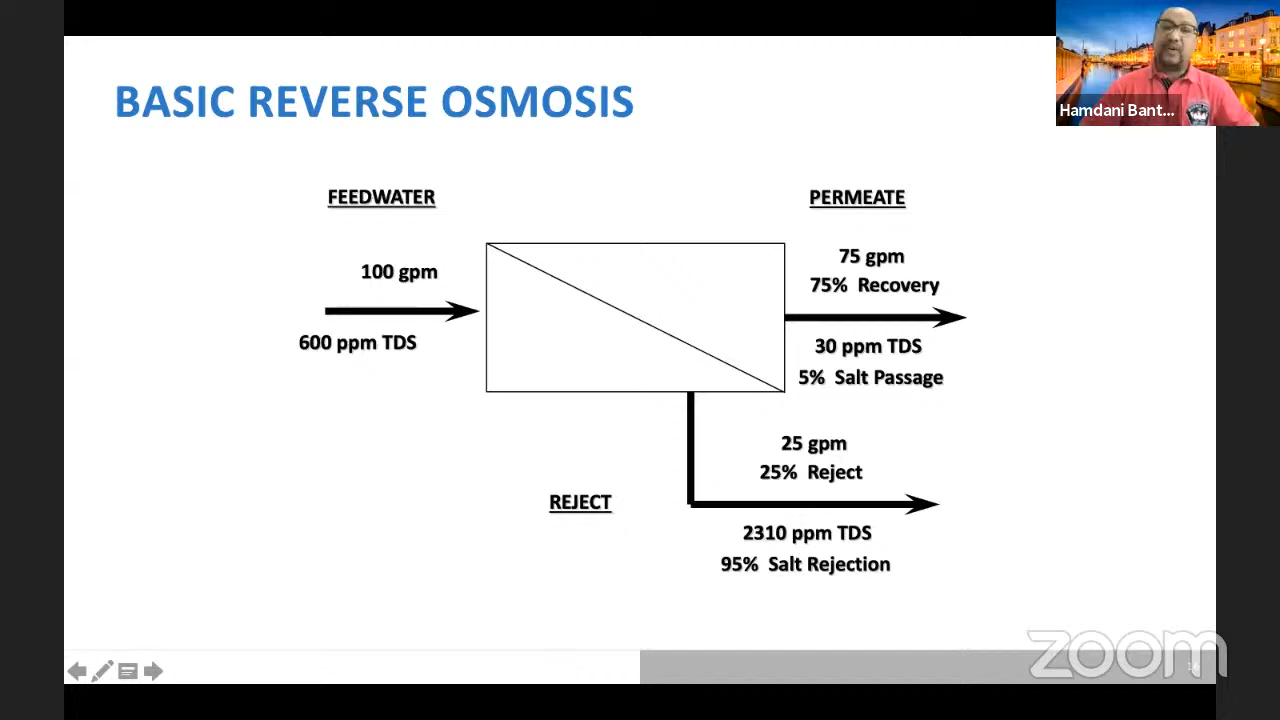 BASIC REVERSE OSMOSIS
Hamdani Bant...
FEEDWATER
PERMEATE
100 gpm
75 gpm
75% Recovery
600 ppm TDS
30 ppm TDS
5% Salt Passage
25 gpm
25% Reject
REJECT
2310 ppm TDS
95% Salt Rejection
zoom
16